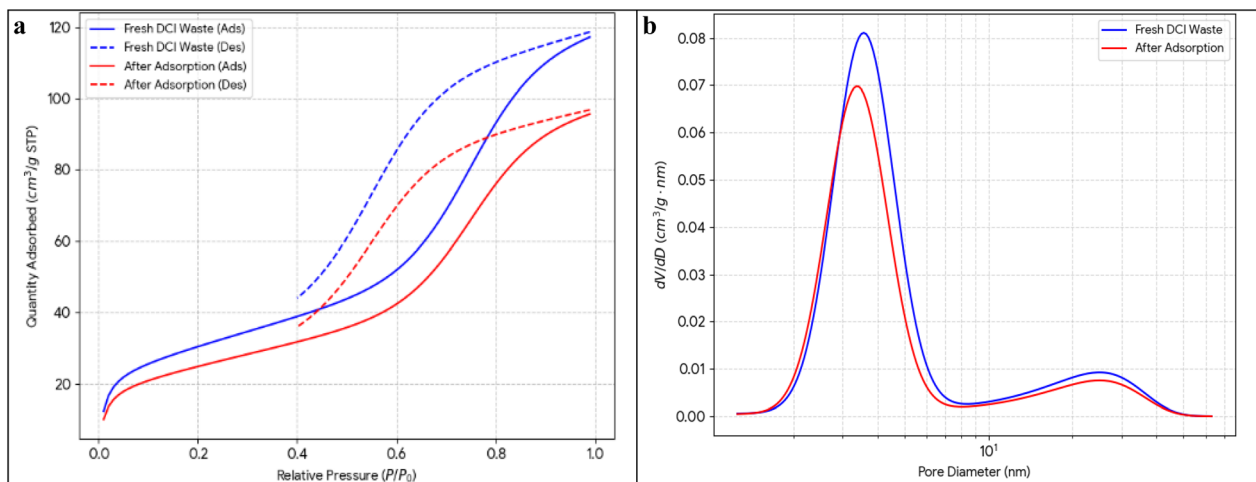 a
Fresh DCI Waste (Ads)
Fresh DCI Waste (Des)
After Adsorption (Ads)
After Adsorption (Des)
120
100
80
60
40
20
Quantity Adsorbed (cm³/g STP)
0.0 0.2 0.4 0.6 0.8 1.0
Relative Pressure (P/P₀)
b
Fresh DCI Waste
After Adsorption
0.08
0.07
0.06
0.05
0.04
0.03
0.02
0.01
0.00
dV/dD (cm³/g · nm)
10¹
Pore Diameter (nm)